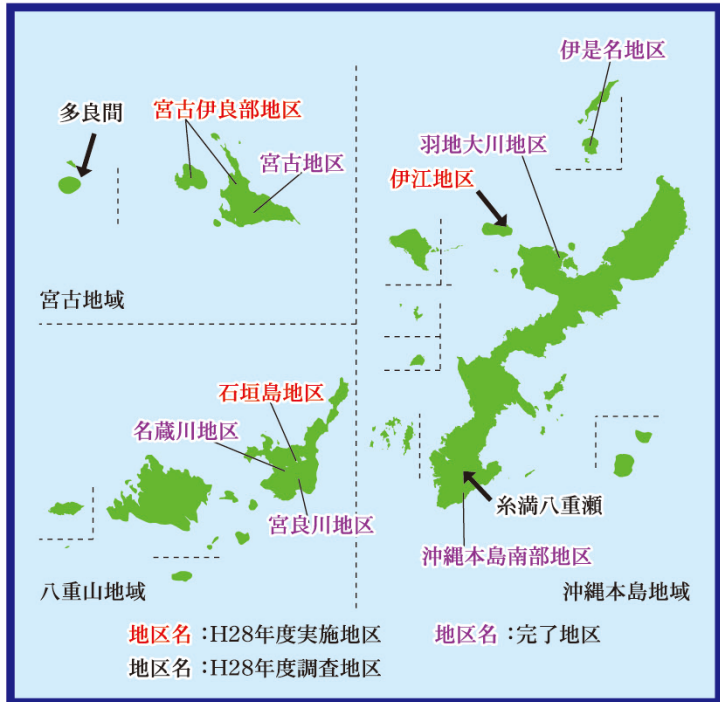 多良間
宮古伊良部地区
宮古地区
宮古地域
伊是名地区
羽地大川地区
伊江地区
石垣島地区
名蔵川地区
宮良川地区
八重山地域
糸満八重瀬
沖縄本島南部地区
沖縄本島地域
地区名：H28年度実施地区
地区名：完了地区
地区名：H28年度調査地区